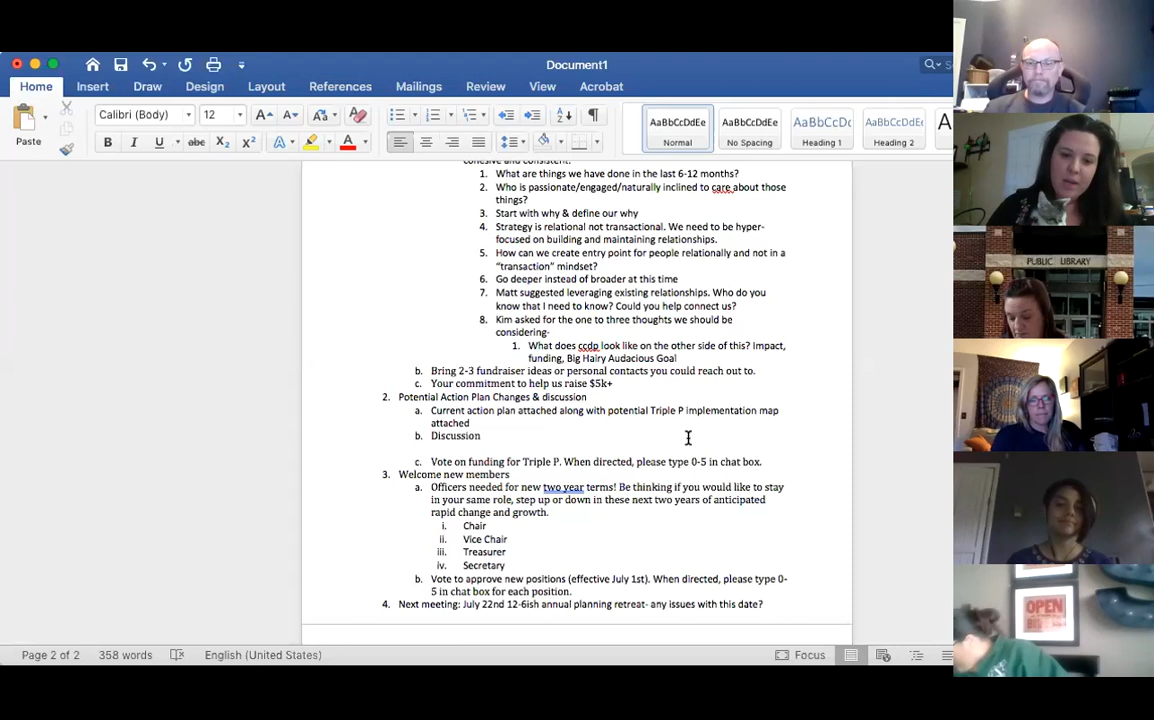 Document1
Home Insert Draw Design Layout References Mailings Review View Acrobat
Calibri (Body) 12
Paste
AaBbCcDdEe AaBbCcDdEe AaBbCcDc AaBbCcDdEe
Normal No Spacing Heading 1 Heading 2
cohesive and consistent.
1. What are things we have done in the last 6-12 months?
2. Who is passionate/engaged/naturally inclined to care about those
things?
3. Start with why & define our why
4. Strategy is relational not transactional. We need to be hyper-
focused on building and maintaining relationships.
5. How can we create entry point for people relationally and not in a
“transaction” mindset?
6. Go deeper instead of broader at this time
7. Matt suggested leveraging existing relationships. Who do you
know that I need to know? Could you help connect us?
8. Kim asked for the one to three thoughts we should be
considering-
1. What does ccdp look like on the other side of this? Impact,
funding, Big Hairy Audacious Goal
b. Bring 2-3 fundraiser ideas or personal contacts you could reach out to.
c. Your commitment to help us raise $5k+
2. Potential Action Plan Changes & discussion
a. Current action plan attached along with potential Triple P implementation map
attached
b. Discussion
c. Vote on funding for Triple P. When directed, please type 0-5 in chat box.
3. Welcome new members
a. Officers needed for new two year terms! Be thinking if you would like to stay
in your same role, step up or down in these next two years of anticipated
rapid change and growth.
i. Chair
ii. Vice Chair
iii. Treasurer
iv. Secretary
b. Vote to approve new positions (effective July 1st). When directed, please type 0-
5 in chat box for each position.
4. Next meeting: July 22nd 12-6ish annual planning retreat- any issues with this date?
Page 2 of 2 358 words English (United States) Focus
PUBLIC LIBRARY
OPEN